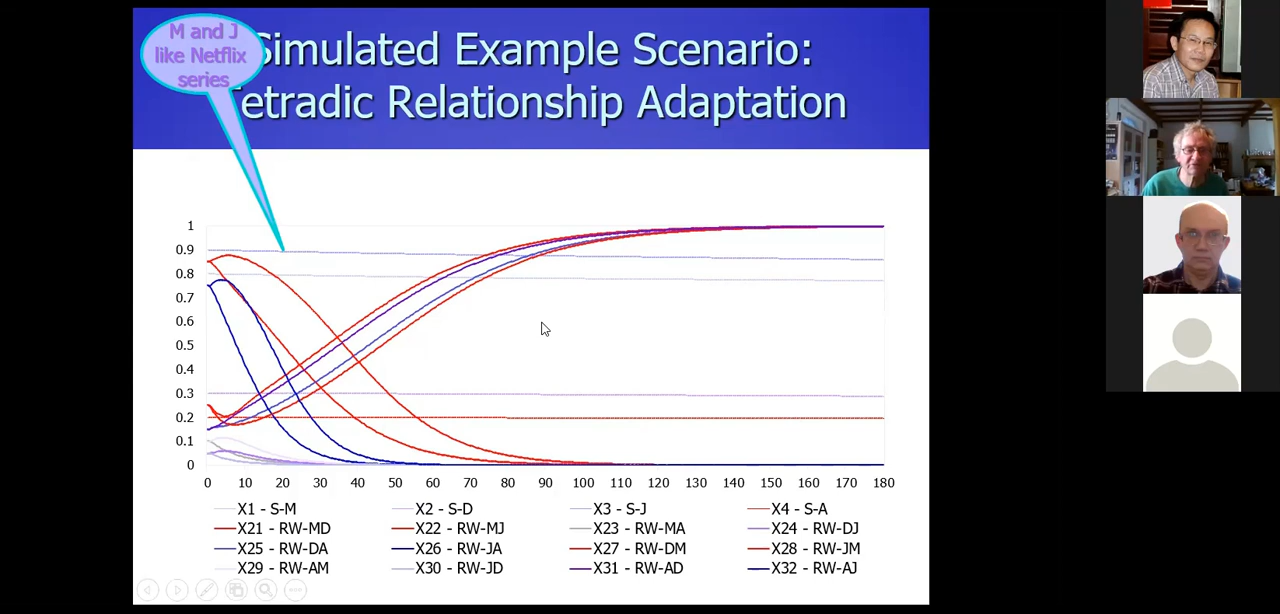 M and J
like Netflix
series
Simulated Example Scenario:
Tetradic Relationship Adaptation
1
0.9
0.8
0.7
0.6
0.5
0.4
0.3
0.2
0.1
0
0 10 20 30 40 50 60 70 80 90 100 110 120 130 140 150 160 170 180
X1 - S-M X2 - S-D X3 - S-J X4 - S-A
X21 - RW-MD X22 - RW-MJ X23 - RW-MA X24 - RW-DJ
X25 - RW-DA X26 - RW-JA X27 - RW-DM X28 - RW-JM
X29 - RW-AM X30 - RW-JD X31 - RW-AD X32 - RW-AJ